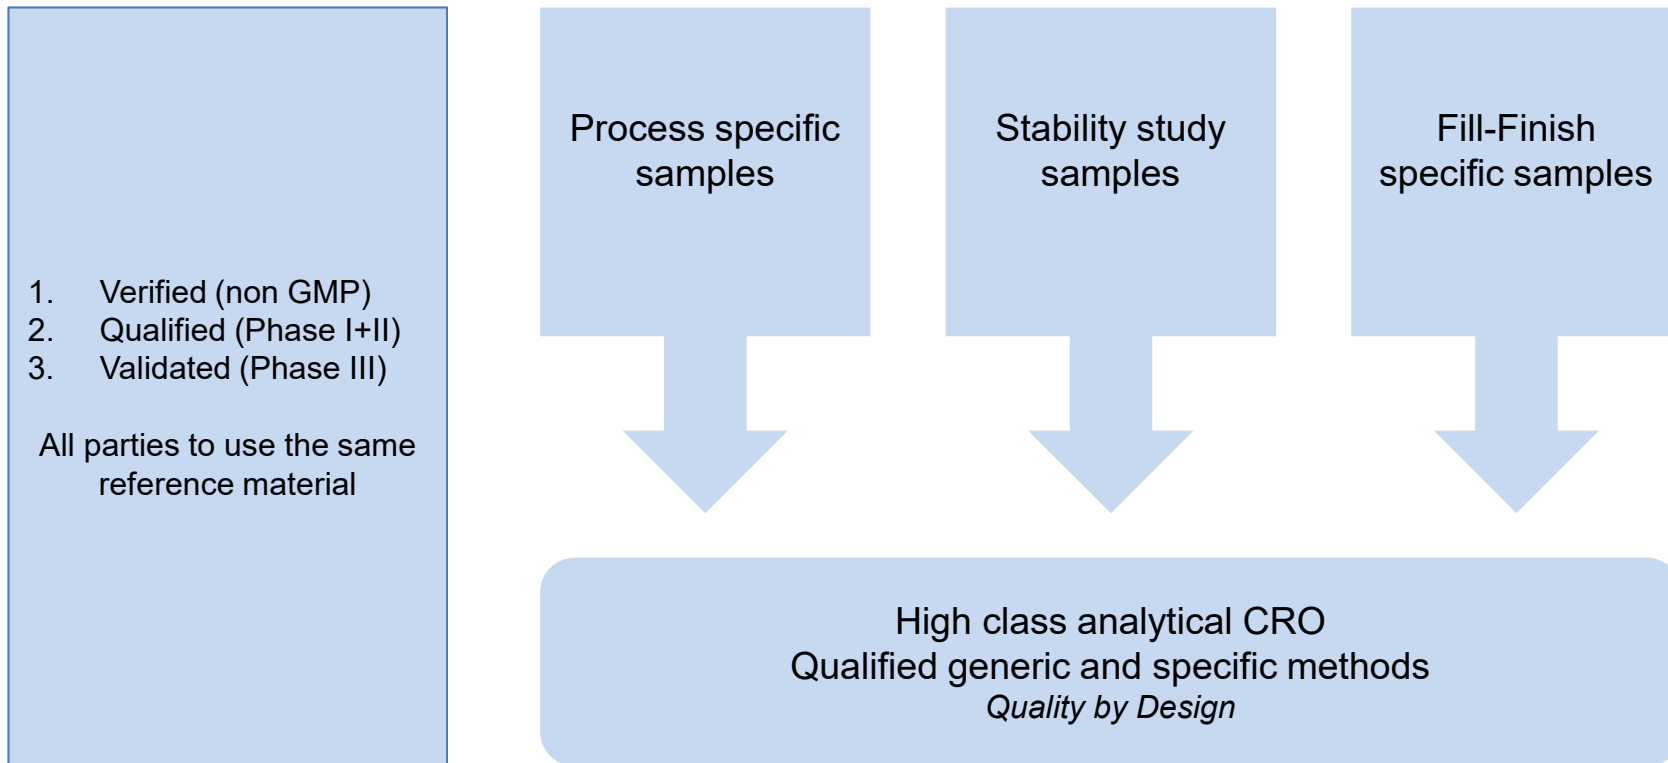 1. Verified (non GMP)
2. Qualified (Phase I+II)
3. Validated (Phase III)
All parties to use the same
reference material
Process specific
samples
Stability study
samples
Fill-Finish
specific samples
High class analytical CRO
Qualified generic and specific methods
Quality by Design